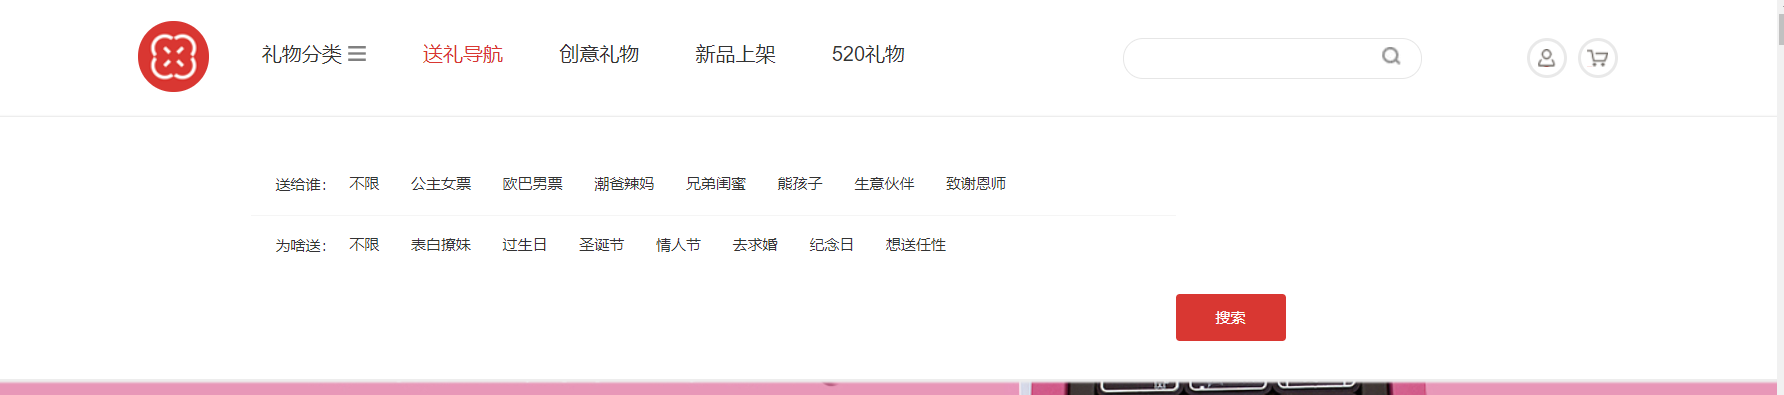 礼物分类 送礼导航 创意礼物 新品上架 520礼物
送给谁： 不限 公主女票 欧巴男票 潮爸辣妈 兄弟闺蜜 熊孩子 生意伙伴 致谢恩师
为啥送： 不限 表白撩妹 过生日 圣诞节 情人节 去求婚 纪念日 想送任性
搜索